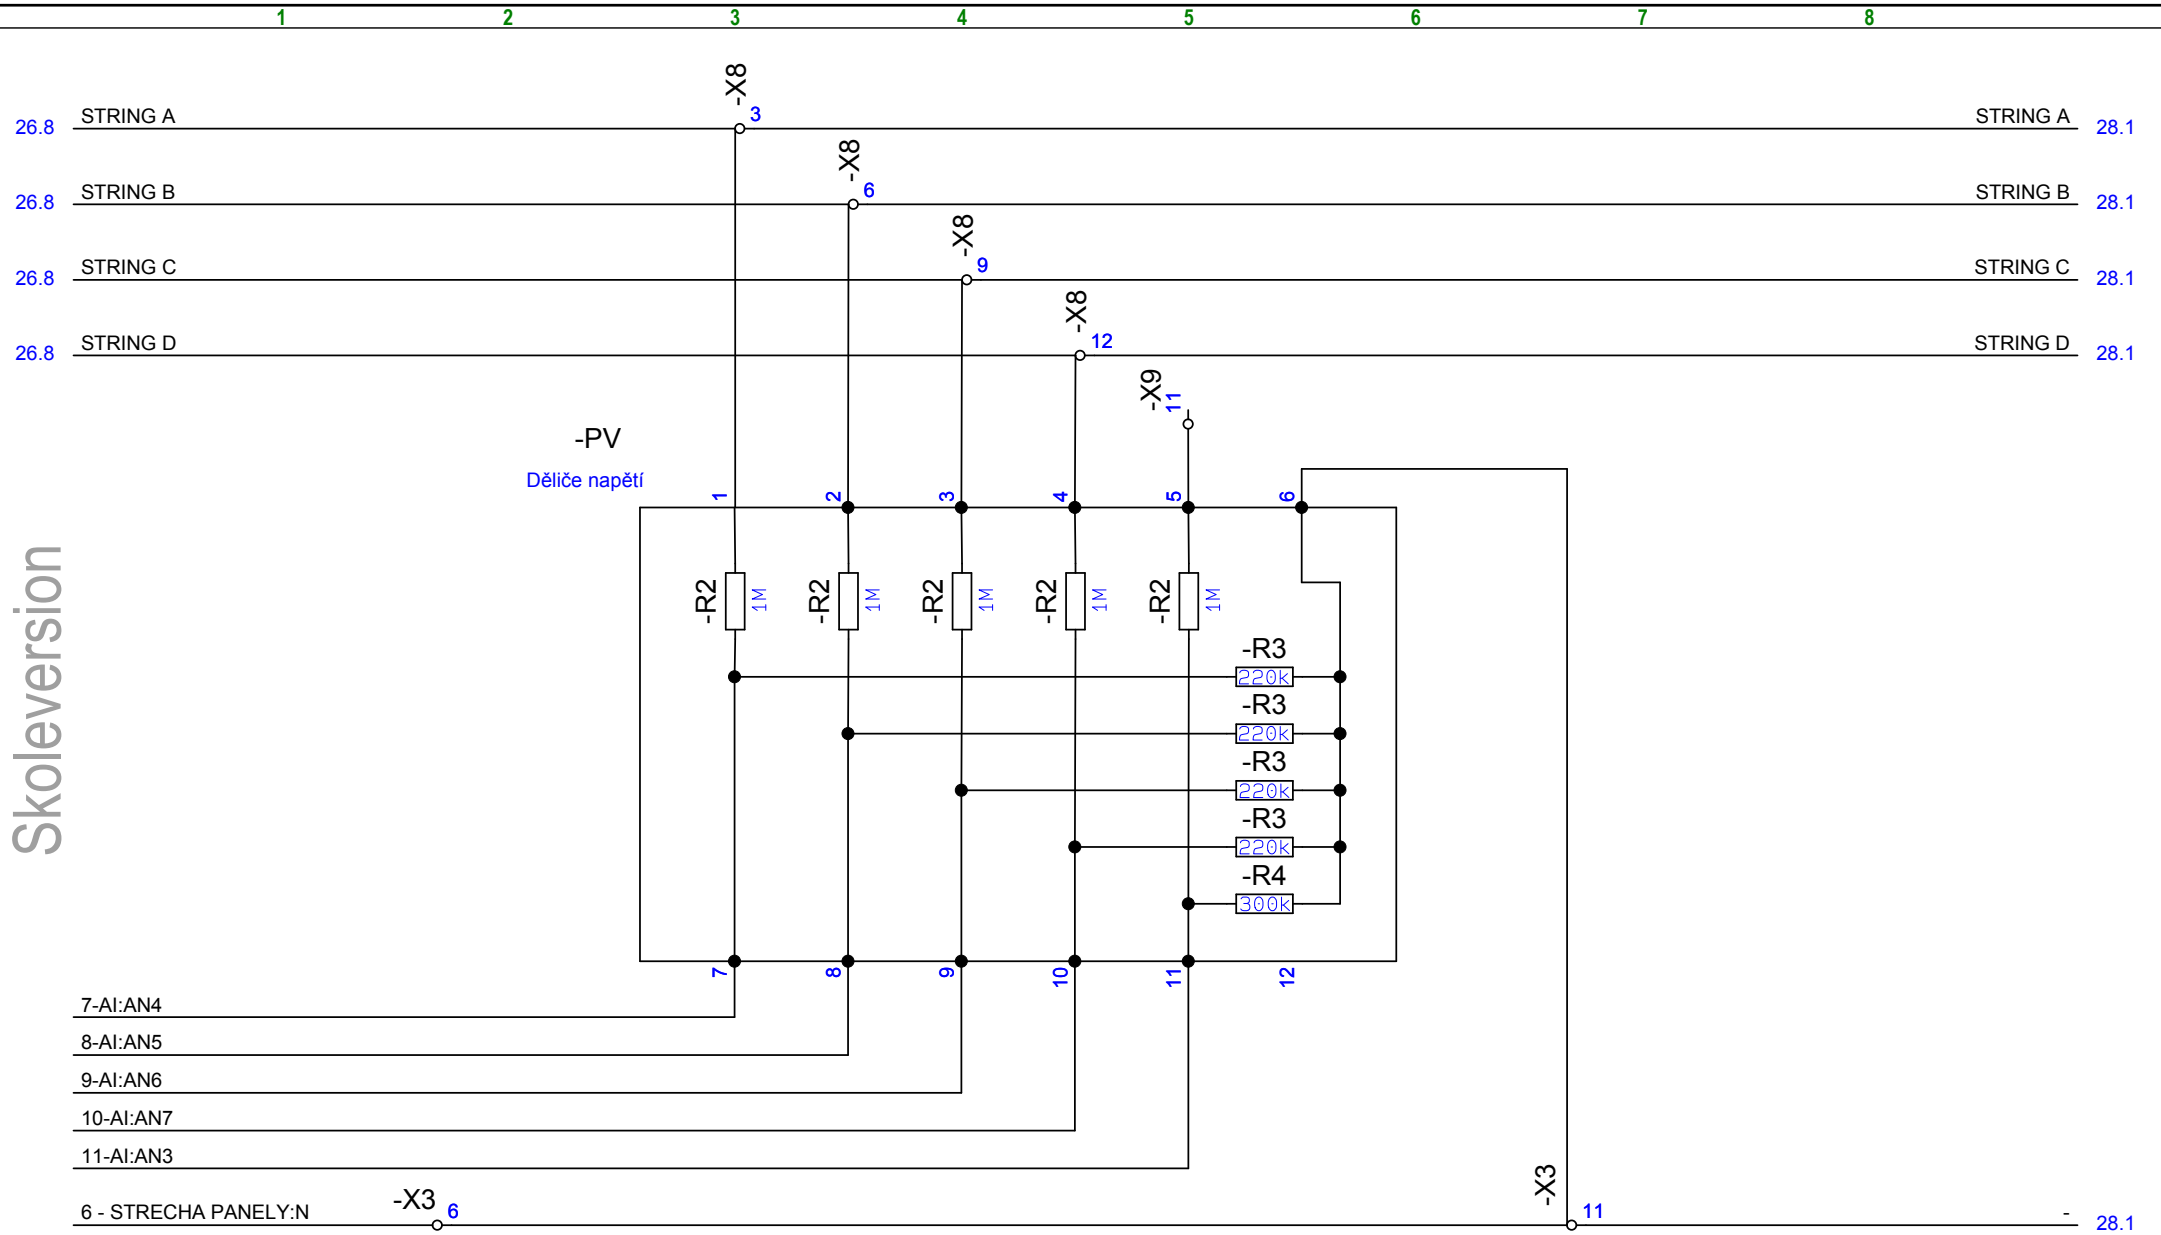 1 2 3 4 5 6 7 8
-X8
3
26.8 STRING A STRING A 28.1
-X8
6
26.8 STRING B STRING B 28.1
-X8
9
26.8 STRING C STRING C 28.1
-X8
12
26.8 STRING D STRING D 28.1
-X9
11
-PV
Děliče napětí
1 2 3 4 5 6
-R2 1M -R2 1M -R2 1M -R2 1M -R2 1M
-R3
220k
-R3
220k
-R3
220k
-R3
220k
-R4
300k
Skoleversion
7 8 9 10 11 12
7-AI:AN4
8-AI:AN5
9-AI:AN6
10-AI:AN7
11-AI:AN3
6 - STRECHA PANELY:N -X3 6 -X3 11 - 28.1